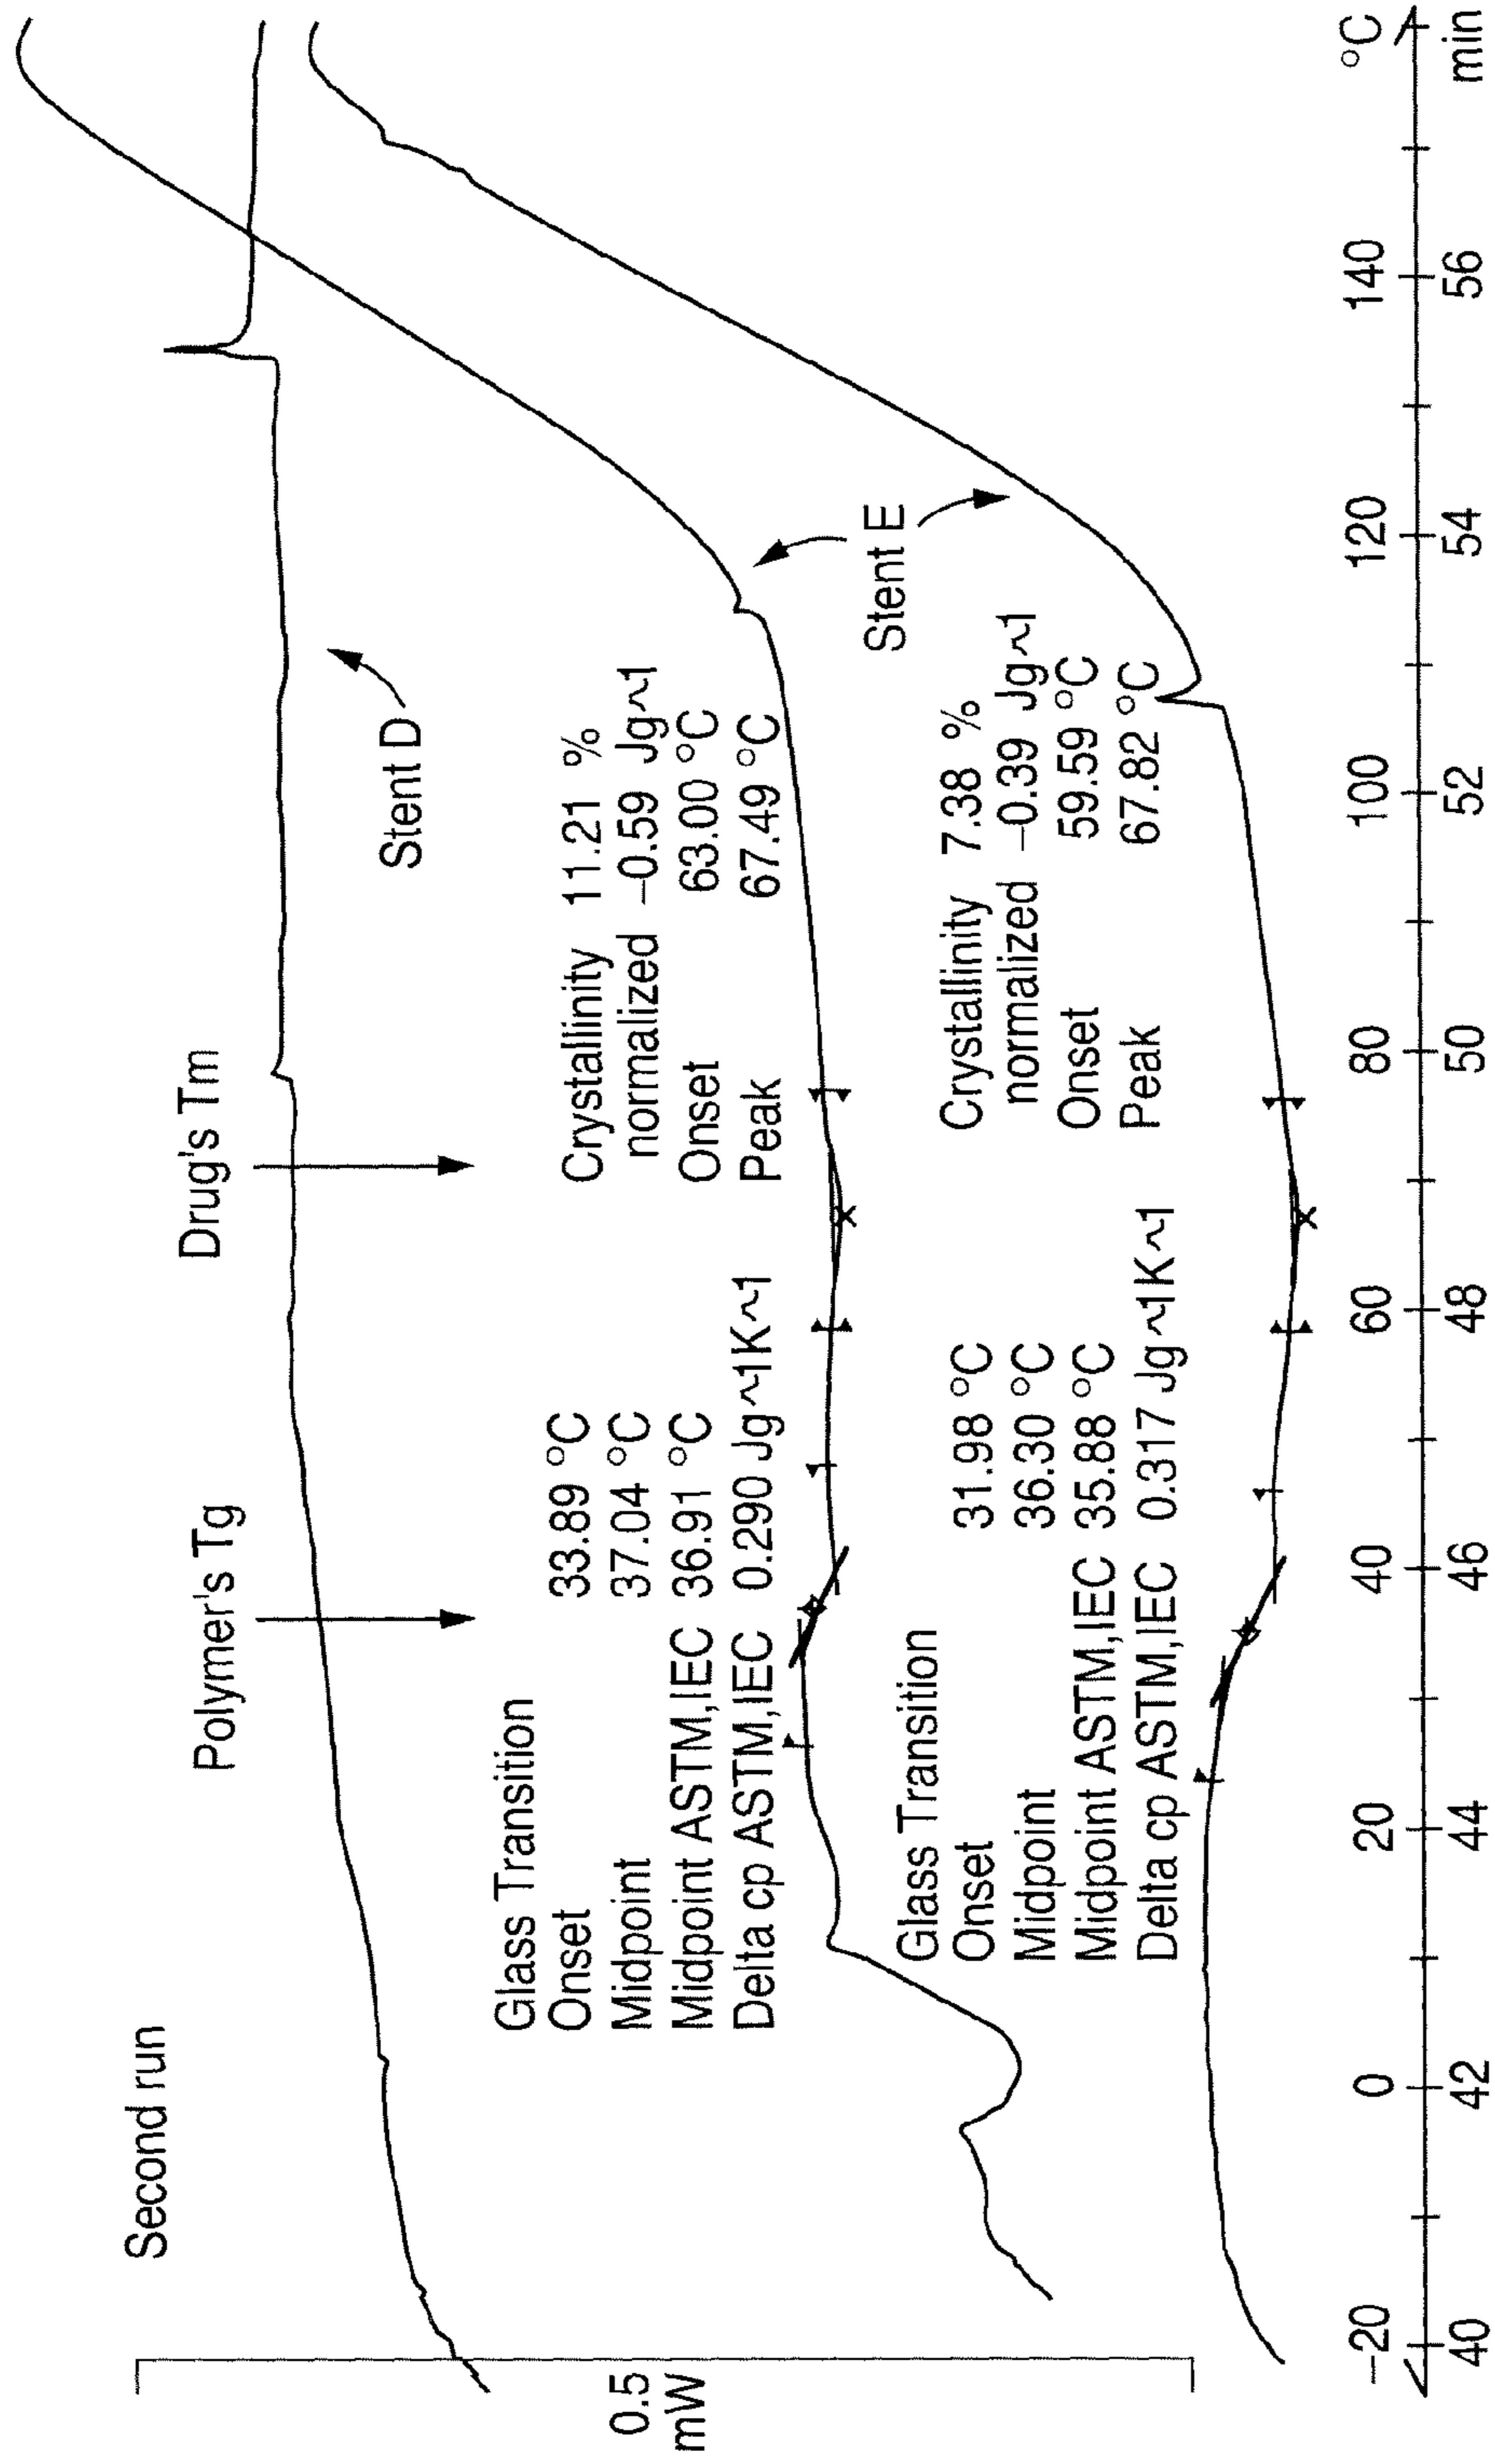 Second run
Polymer's Tg
Drug's Tm
Stent D
Glass Transition
Onset 33.89 °C
Midpoint 37.04 °C
Midpoint ASTM,IEC 36.91 °C
Delta cp ASTM,IEC 0.290 Jg^~1K^~1
Crystallinity 11.21 %
normalized –0.59 Jg^~1
Onset 63.00 °C
Peak 67.49 °C
Stent E
Glass Transition
Onset 31.98 °C
Midpoint 36.30 °C
Midpoint ASTM,IEC 35.88 °C
Delta cp ASTM,IEC 0.317 Jg^~1K^~1
Crystallinity 7.38 %
normalized –0.39 Jg^~1
Onset 59.59 °C
Peak 67.82 °C
0.5
mW
–20 0 20 40 60 80 100 120 140 °C
40 42 44 46 48 50 52 54 56 min